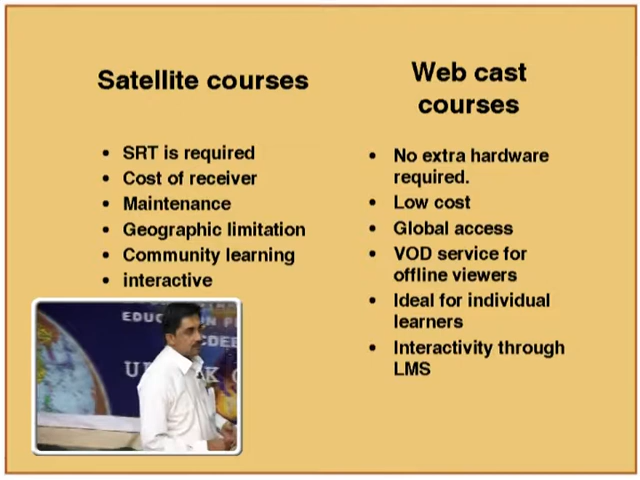 Satellite courses
• SRT is required
• Cost of receiver
• Maintenance
• Geographic limitation
• Community learning
• interactive
Web cast
courses
• No extra hardware
required.
• Low cost
• Global access
• VOD service for
offline viewers
• Ideal for individual
learners
• Interactivity through
LMS